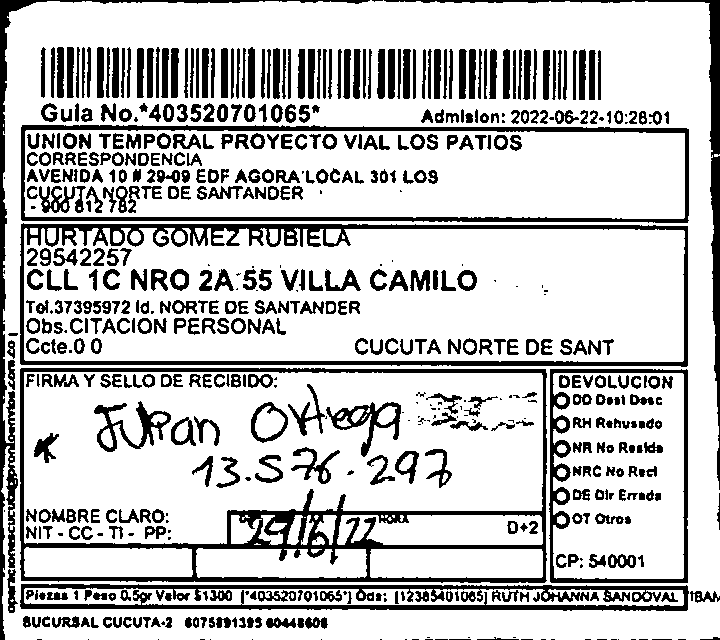 Guia No.*403520701065*
Admision: 2022-06-22-10:28:01
UNION TEMPORAL PROYECTO VIAL LOS PATIOS
CORRESPONDENCIA
AVENIDA 10 # 29-09 EDF AGORA LOCAL 301 LOS
CUCUTA NORTE DE SANTANDER
- 900 812 782
HURTADO GOMEZ RUBIELA
29542257
CLL 1C NRO 2A 55 VILLA CAMILO
Tel.37395972 Id. NORTE DE SANTANDER
Obs.CITACION PERSONAL
Ccte.0 0 CUCUTA NORTE DE SANT
FIRMA Y SELLO DE RECIBIDO:
Ortega
13.576.297
NOMBRE CLARO:
NIT - CC - TI - PP:
29/6/22
HORA
D+2
DEVOLUCION
DD Dest Desc
RH Rehusado
NR No Reside
NRC No Recl
DE Dir Errada
OT Otros
CP: 540001
Piezas 1 Peso 0.5gr Valor $1300 [*403520701065*] Ods: [12385401065] RUTH JOHANNA SANDOVAL
SUCURSAL CUCUTA-2
operacionescucuta@prontoenvios.com.co